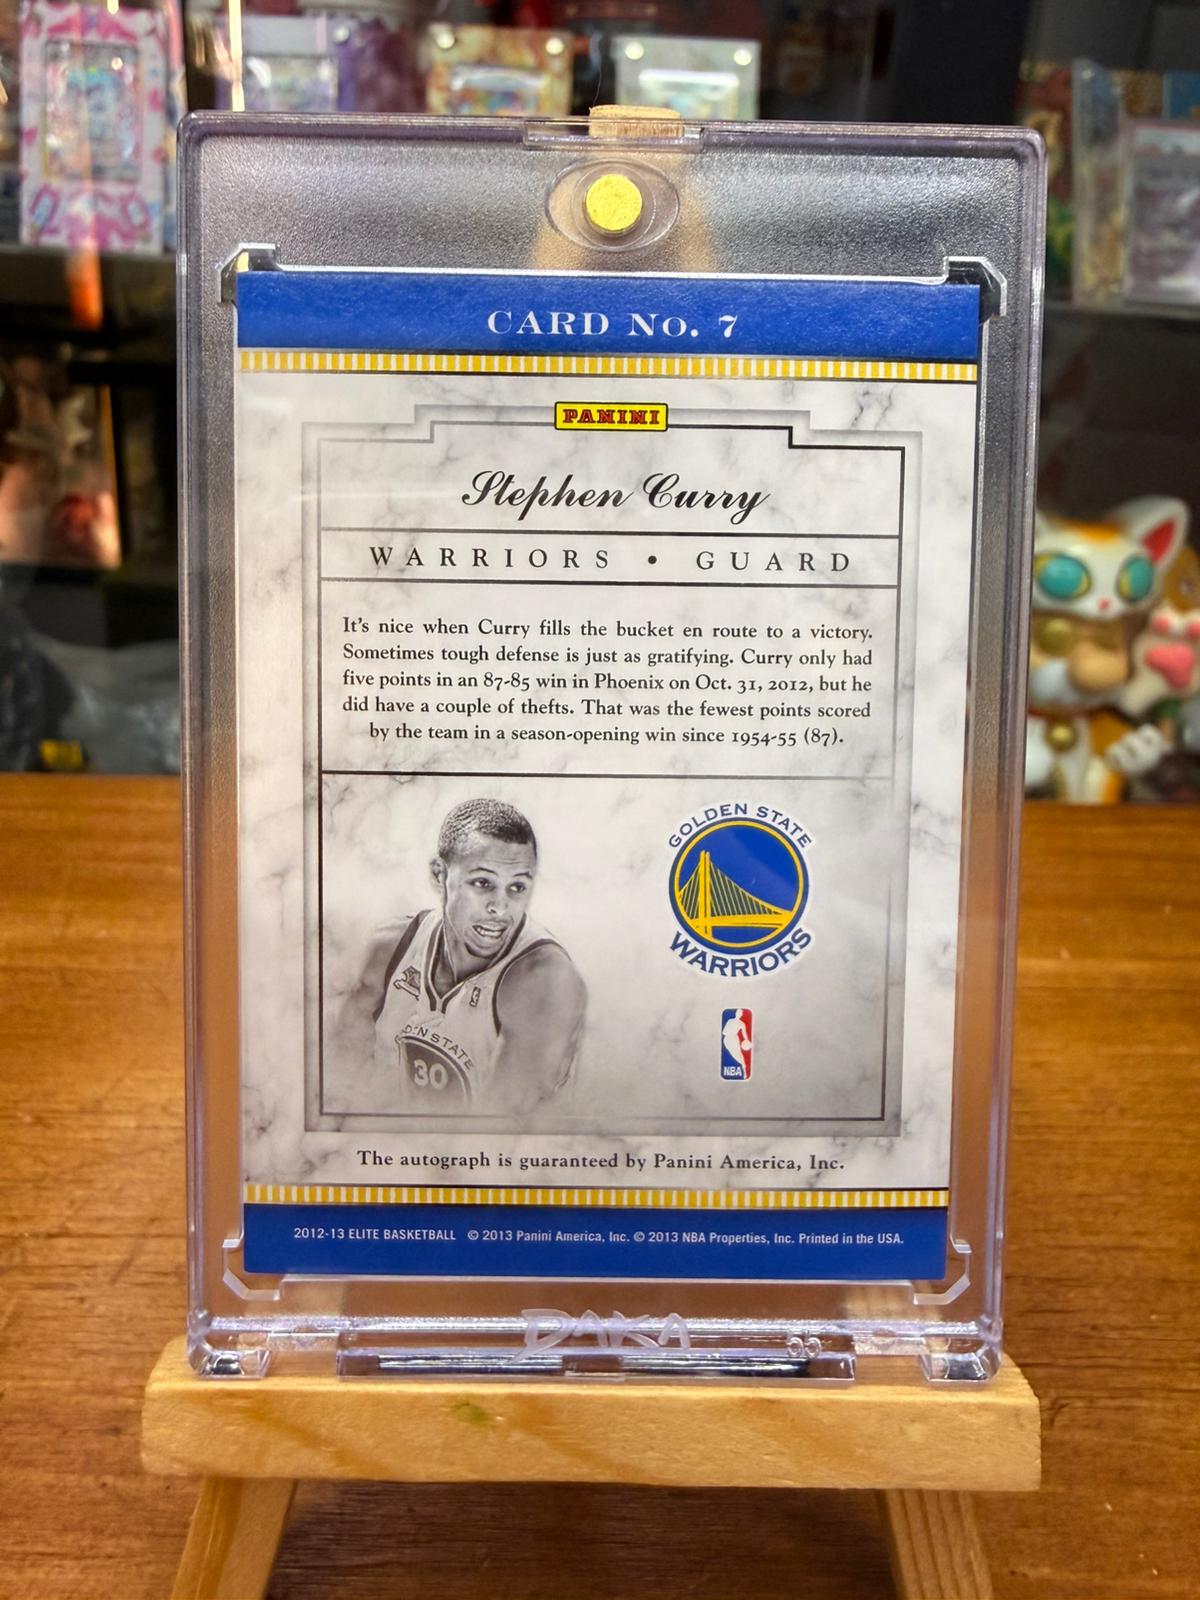 CARD No. 7
PANINI
Stephen Curry
WARRIORS • GUARD
It's nice when Curry fills the bucket en route to a victory.
Sometimes tough defense is just as gratifying. Curry only had
five points in an 87-85 win in Phoenix on Oct. 31, 2012, but he
did have a couple of thefts. That was the fewest points scored
by the team in a season-opening win since 1954-55 (87).
GOLDEN STATE
WARRIORS
DEN STATE
30
NBA
The autograph is guaranteed by Panini America, Inc.
2012-13 ELITE BASKETBALL © 2013 Panini America, Inc. © 2013 NBA Properties, Inc. Printed in the USA.
DAKA 55